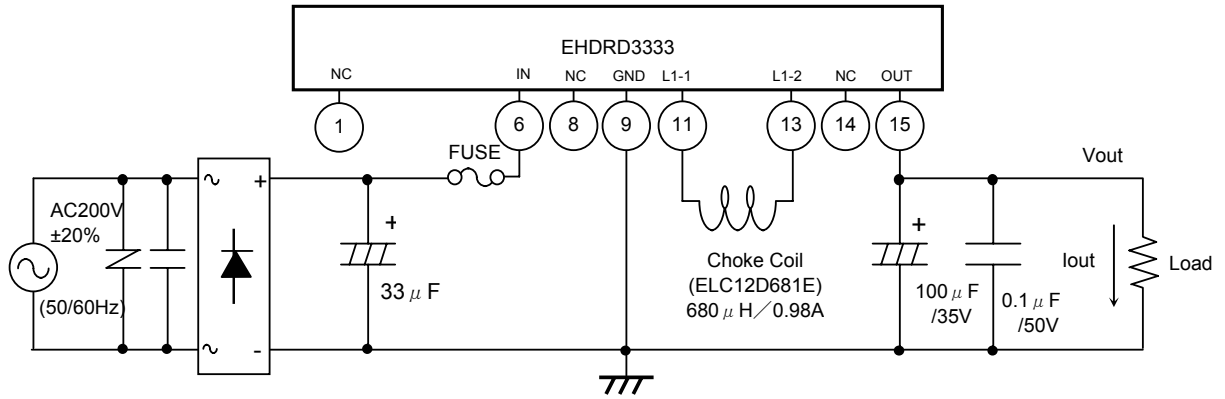 EHDRD3333
NC IN NC GND L1-1 L1-2 NC OUT
1 6 8 9 11 13 14 15
FUSE
Vout
~ +
AC200V
±20%
+
+
Choke Coil
(ELC12D681E)
680μH／0.98A
Iout
Load
33μF
100μF
/35V
0.1μF
/50V
(50/60Hz)
~ -